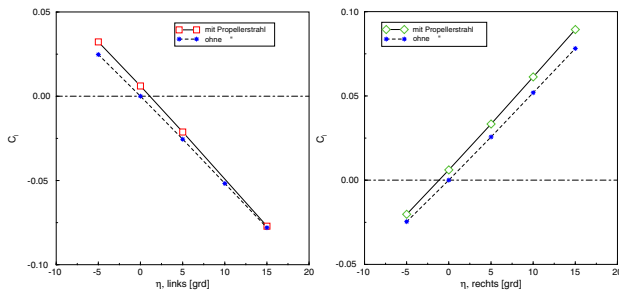 0.05
0.00
-0.05
-0.10
C_l
mit Propellerstrahl
ohne "
-10 -5 0 5 10 15 20
η, links [grd]
0.10
0.05
0.00
-0.05
C_l
mit Propellerstrahl
ohne "
-10 -5 0 5 10 15 20
η, rechts [grd]